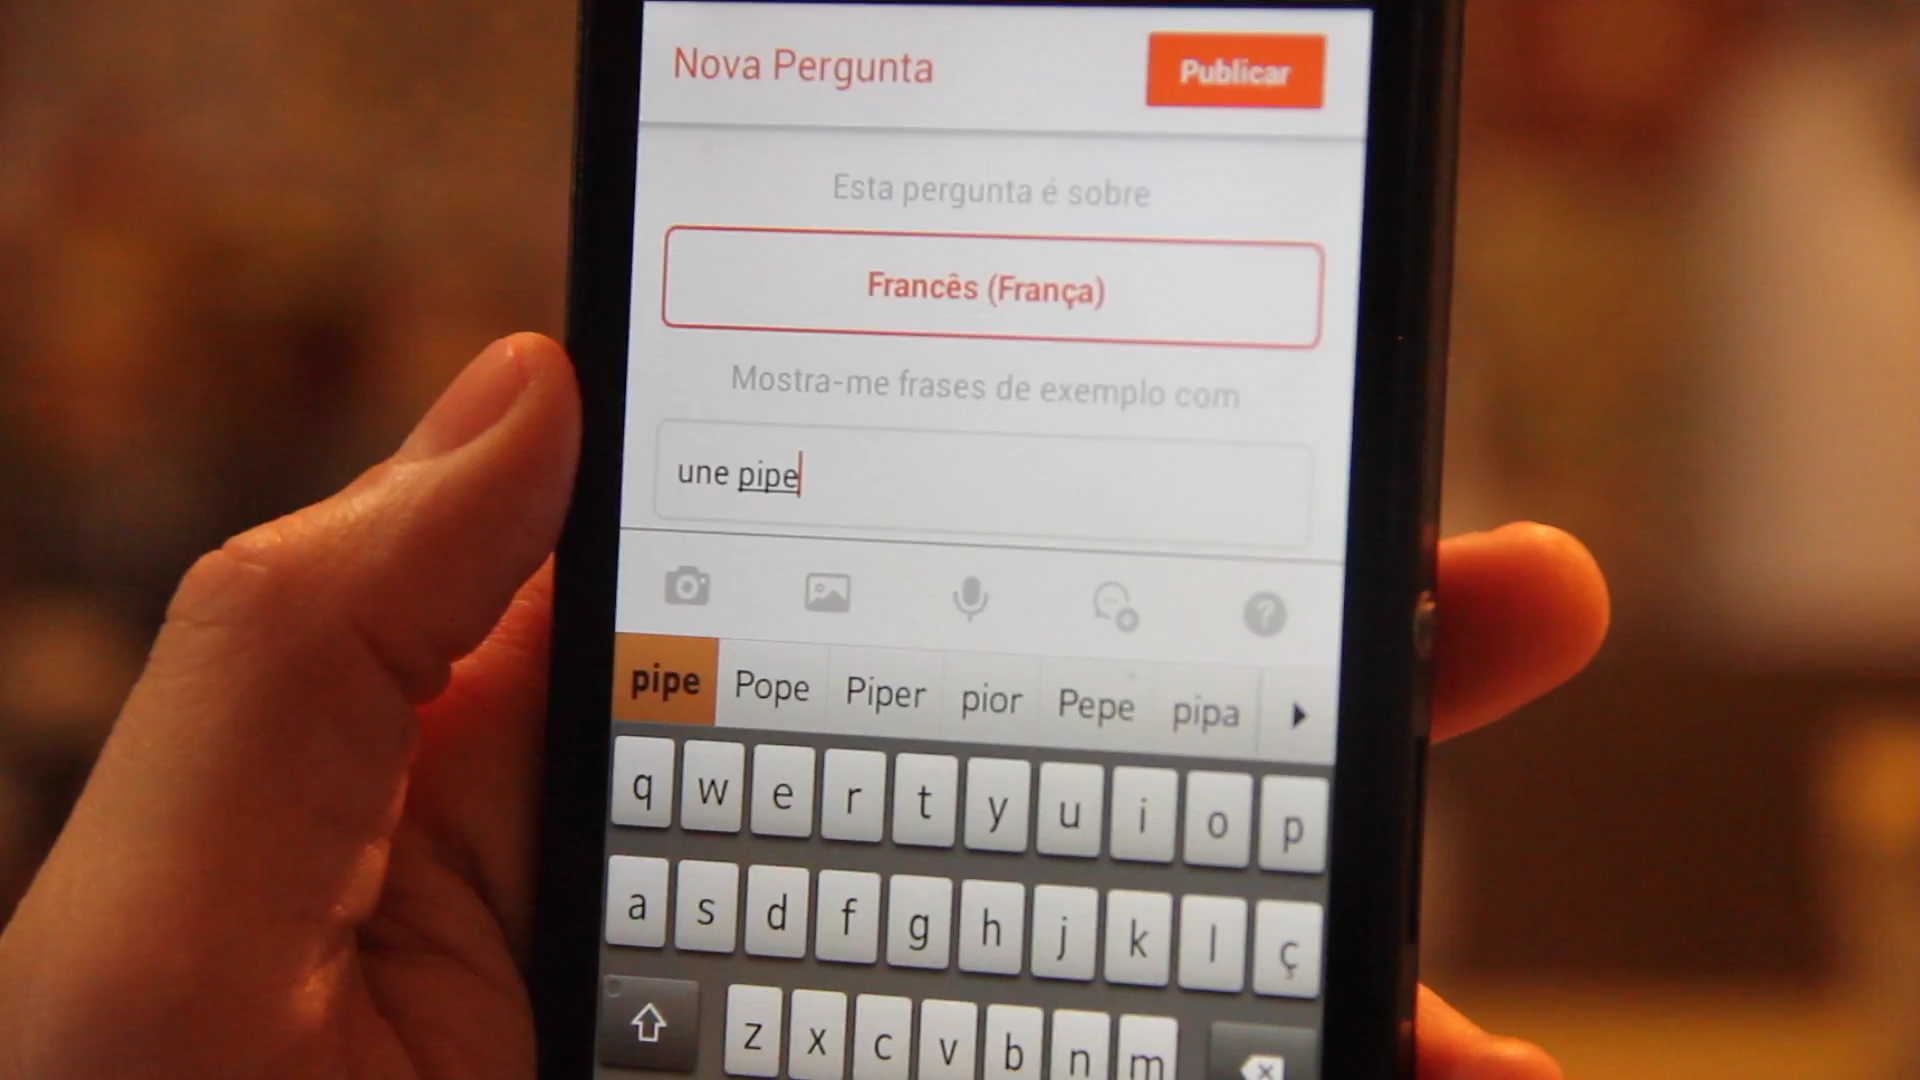 Nova Pergunta
Publicar
Esta pergunta é sobre
Francês (França)
Mostra-me frases de exemplo com
une pipe
pipe Pope Piper pior Pepe pipa
q w e r t y u i o p
a s d f g h j k l ç
z x c v b n m